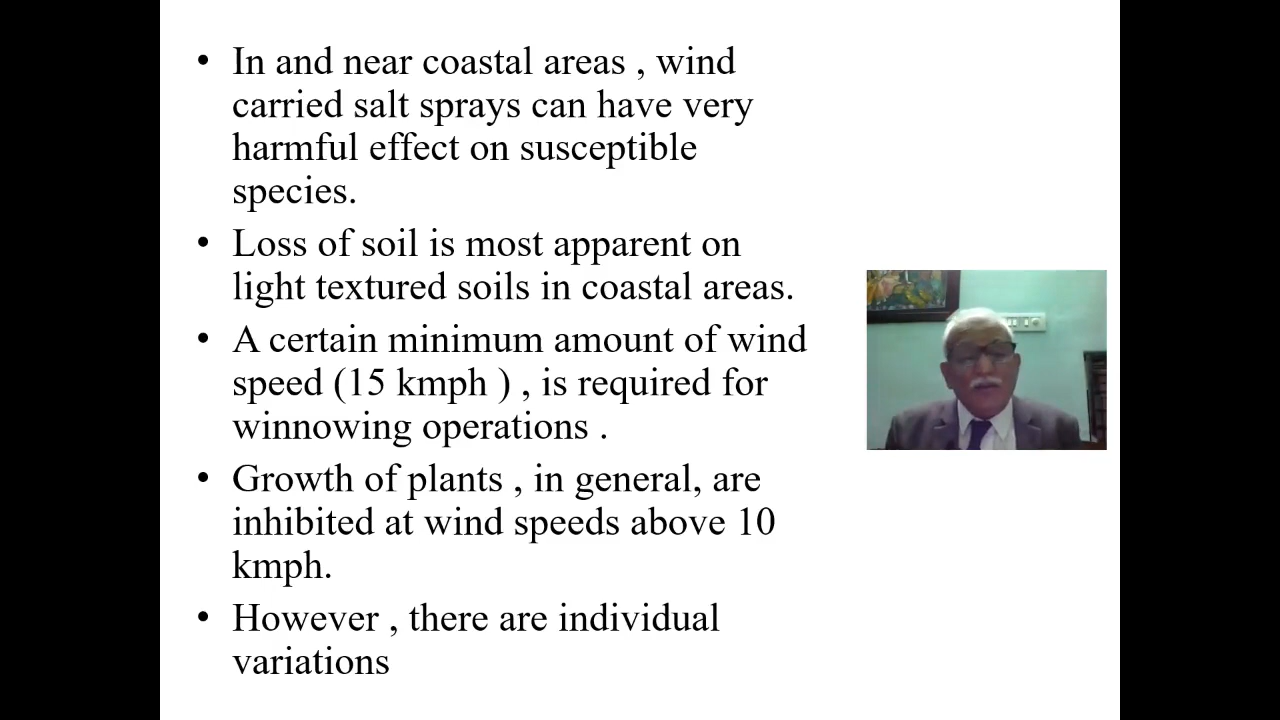 • In and near coastal areas , wind
carried salt sprays can have very
harmful effect on susceptible
species.
• Loss of soil is most apparent on
light textured soils in coastal areas.
• A certain minimum amount of wind
speed (15 kmph ) , is required for
winnowing operations .
• Growth of plants , in general, are
inhibited at wind speeds above 10
kmph.
• However , there are individual
variations